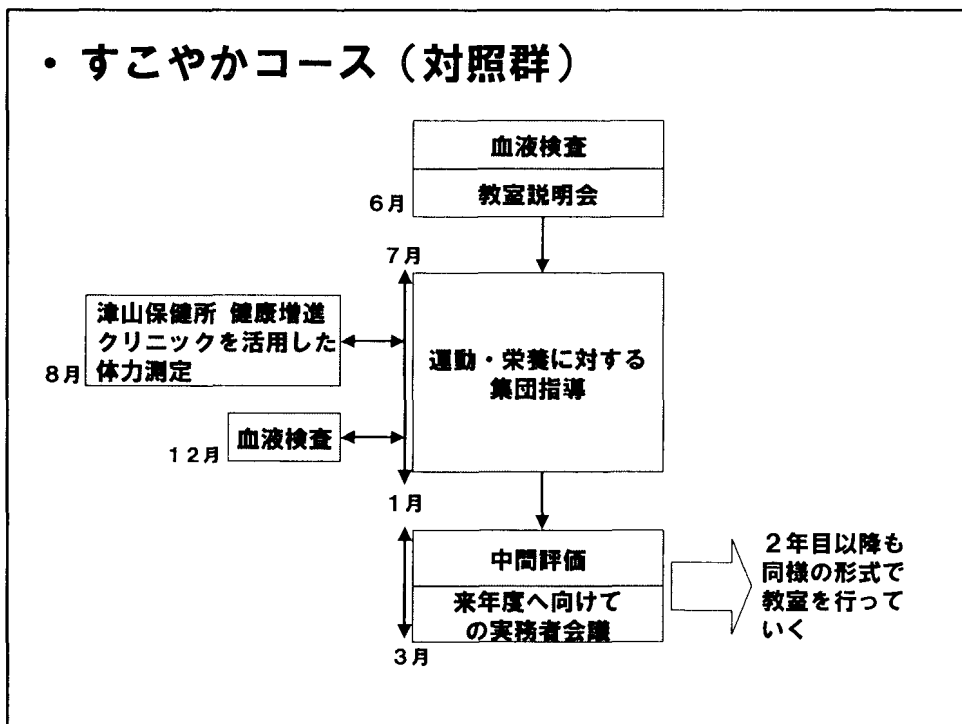 ・すこやかコース（対照群）
血液検査
教室説明会
6月
7月
津山保健所 健康増進
クリニックを活用した
体力測定
8月
運動・栄養に対する
集団指導
血液検査
12月
1月
中間評価
来年度へ向けて
の実務者会議
3月
2年目以降も
同様の形式で
教室を行って
いく